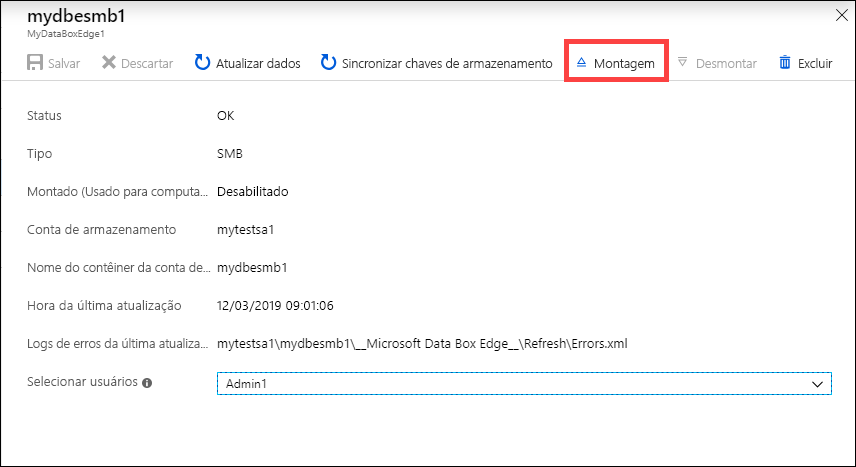 mydbesmb1
MyDataBoxEdge1
Salvar Descartar Atualizar dados Sincronizar chaves de armazenamento Montagem Desmontar Excluir
Status OK
Tipo SMB
Montado (Usado para computa... Desabilitado
Conta de armazenamento mytestsa1
Nome do contêiner da conta de... mydbesmb1
Hora da última atualização 12/03/2019 09:01:06
Logs de erros da última atualiza... mytestsa1\mydbesmb1\__Microsoft Data Box Edge__\Refresh\Errors.xml
Selecionar usuários Admin1